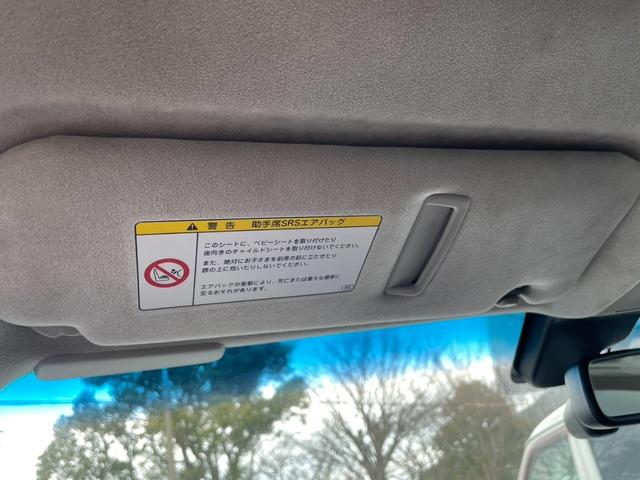 警告 助手席SRSエアバッグ
このシートに、ベビーシートを取り付けたり
後向きのチャイルドシートを取り付けないでください。
また、絶対にお子さまを前席の前に立たせたり
膝の上に抱いたりしないでください。
エアバッグの衝撃により、死亡または重大な傷害に
至るおそれがあります。